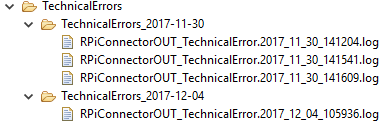 TechnicalErrors
TechnicalErrors_2017-11-30
RPiConnectorOUT_TechnicalError.2017_11_30_141204.log
RPiConnectorOUT_TechnicalError.2017_11_30_141541.log
RPiConnectorOUT_TechnicalError.2017_11_30_141609.log
TechnicalErrors_2017-12-04
RPiConnectorOUT_TechnicalError.2017_12_04_105936.log